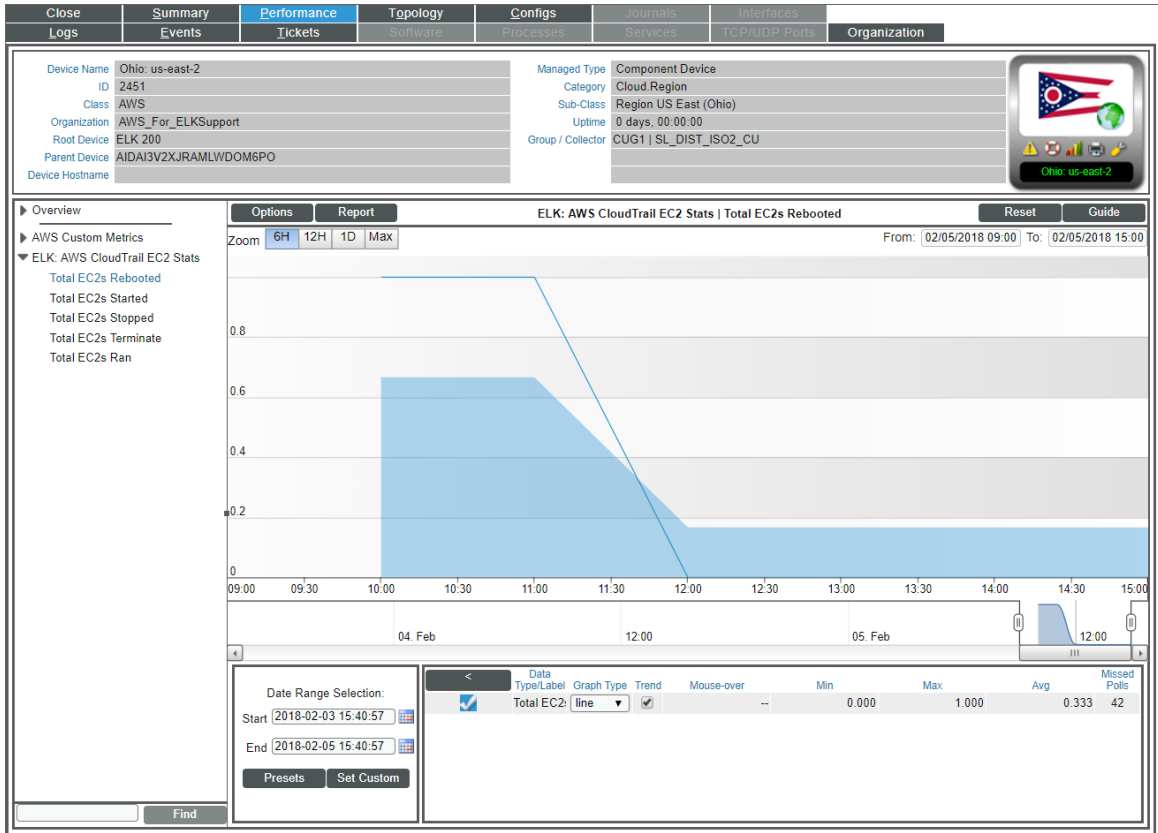 Close Summary Performance Topology Configs Journals Interfaces
Logs Events Tickets Software Processes Services TCP/UDP Ports Organization
Device Name Ohio: us-east-2 Managed Type Component Device
ID 2451 Category Cloud.Region
Class AWS Sub-Class Region US East (Ohio)
Organization AWS_For_ELKSupport Uptime 0 days, 00:00:00
Root Device ELK 200 Group / Collector CUG1 | SL_DIST_ISO2_CU
Parent Device AIDAI3V2XJRAMLWDOM6PO
Device Hostname
Ohio: us-east-2
Overview
AWS Custom Metrics
ELK: AWS CloudTrail EC2 Stats
Total EC2s Rebooted
Total EC2s Started
Total EC2s Stopped
Total EC2s Terminate
Total EC2s Ran
Find
Options Report ELK: AWS CloudTrail EC2 Stats | Total EC2s Rebooted Reset Guide
Zoom 6H 12H 1D Max From: 02/05/2018 09:00 To: 02/05/2018 15:00
0.8
0.6
0.4
0.2
0
09:00 09:30 10:00 10:30 11:00 11:30 12:00 12:30 13:00 13:30 14:00 14:30 15:00
04. Feb 12:00 05. Feb 12:00
Date Range Selection:
Start 2018-02-03 15:40:57
End 2018-02-05 15:40:57
Presets Set Custom
< Data Type/Label Graph Type Trend Mouse-over Min Max Avg Missed Polls
Total EC2: line -- 0.000 1.000 0.333 42